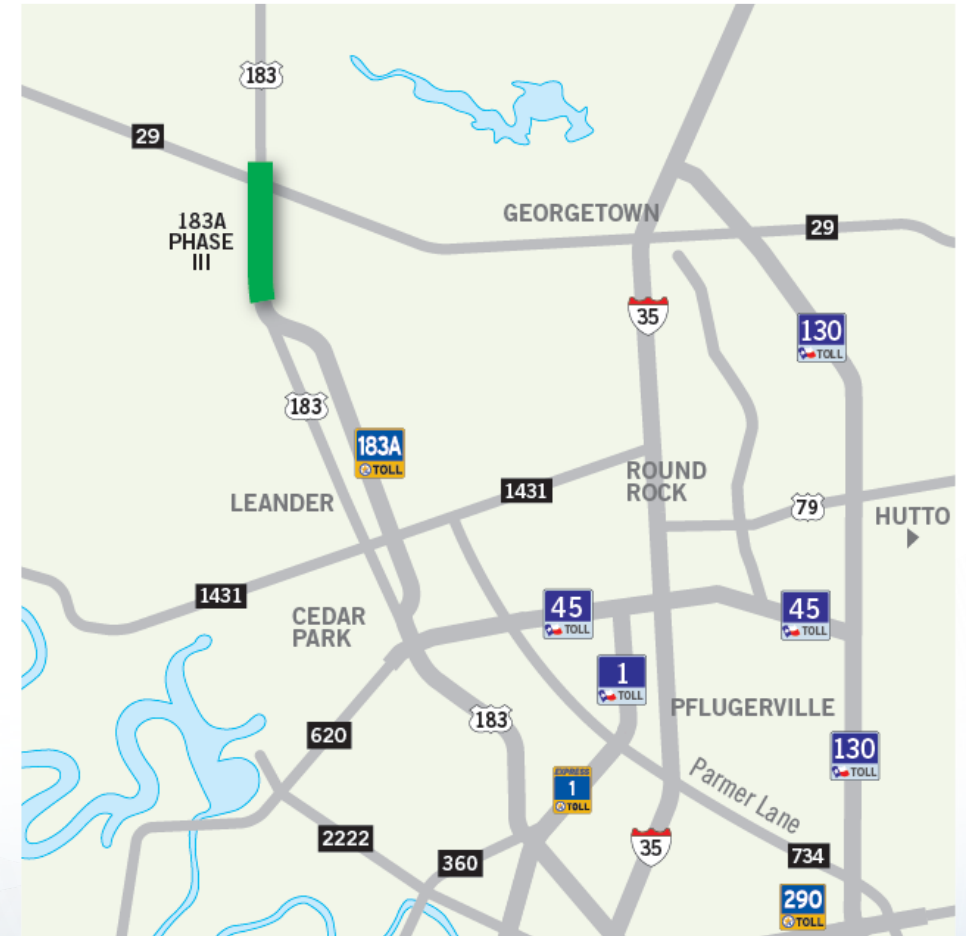 183
29
GEORGETOWN
29
183A
PHASE
III
35
130
TOLL
183
183A
TOLL
LEANDER
1431
ROUND
ROCK
79
HUTTO
1431
CEDAR
PARK
45
TOLL
45
TOLL
1
TOLL
PFLUGERVILLE
183
620
130
TOLL
EXPRESS
1
TOLL
Parmer Lane
2222
35
734
360
290
TOLL